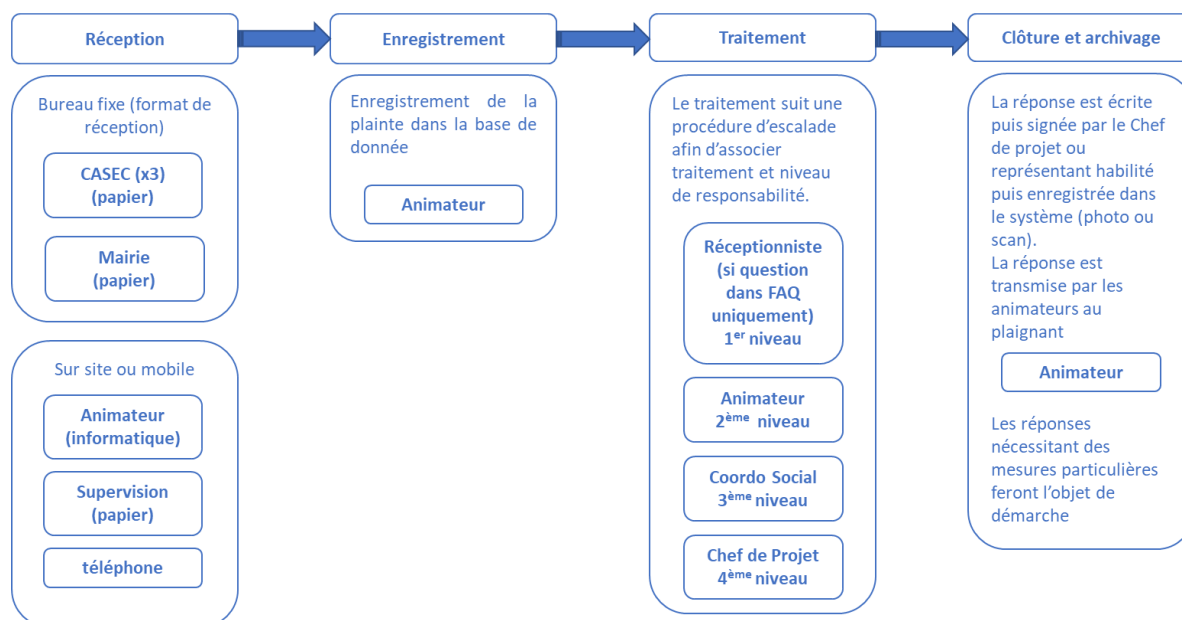 Réception
Enregistrement
Traitement
Clôture et archivage
Bureau fixe (format de
réception)
CASEC (x3)
(papier)
Mairie
(papier)
Sur site ou mobile
Animateur
(informatique)
Supervision
(papier)
téléphone
Enregistrement de la
plainte dans la base de
donnée
Animateur
Le traitement suit une
procédure d’escalade
afin d’associer
traitement et niveau
de responsabilité.
Réceptionniste
(si question
dans FAQ
uniquement)
1er niveau
Animateur
2ème niveau
Coordo Social
3ème niveau
Chef de Projet
4ème niveau
La réponse est écrite
puis signée par le Chef
de projet ou
représentant habilité
puis enregistrée dans
le système (photo ou
scan).
La réponse est
transmise par les
animateurs au
plaignant
Animateur
Les réponses
nécessitant des
mesures particulières
feront l’objet de
démarche